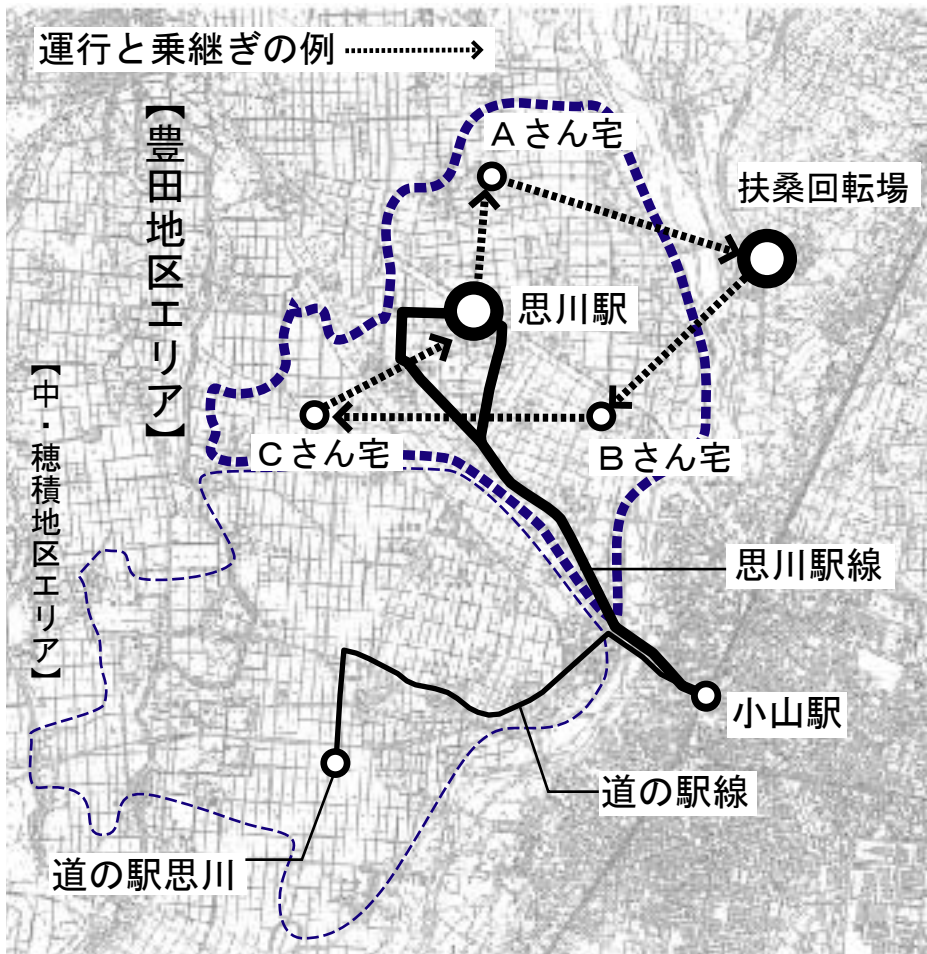 運行と乗継ぎの例
【豊田地区エリア】
Aさん宅
扶桑回転場
思川駅
【中・穂積地区エリア】
Cさん宅
Bさん宅
思川駅線
小山駅
道の駅線
道の駅思川